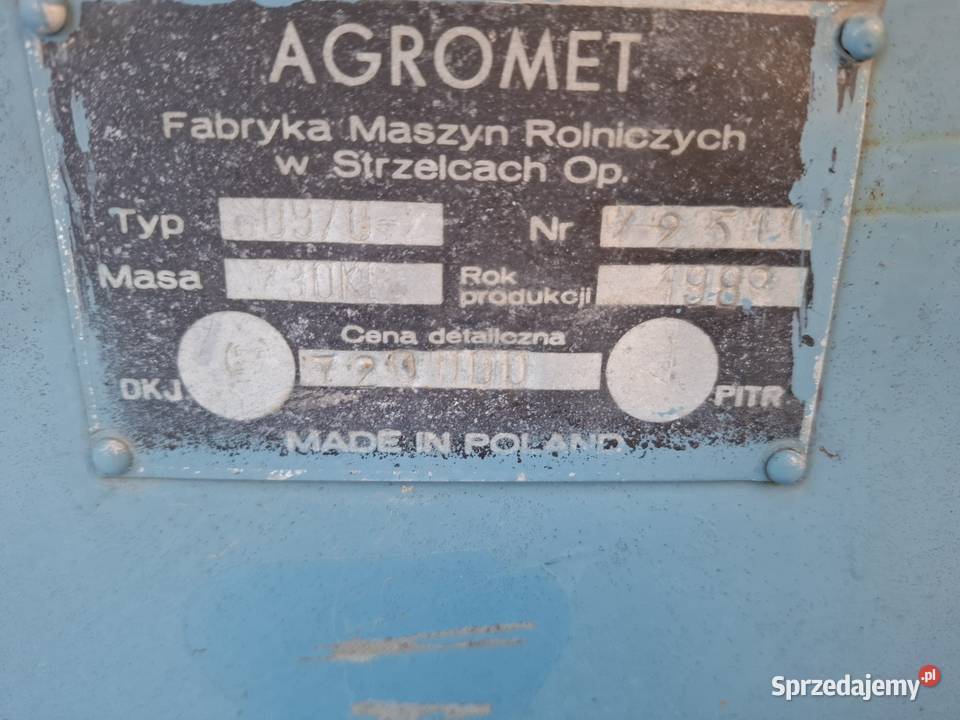 AGROMET
Fabryka Maszyn Rolniczych
w Strzelcach Op.
Typ Nr
Masa 730KG Rok produkcji
Cena detaliczna
DKJ PITR
MADE IN POLAND
Sprzedajemy.pl